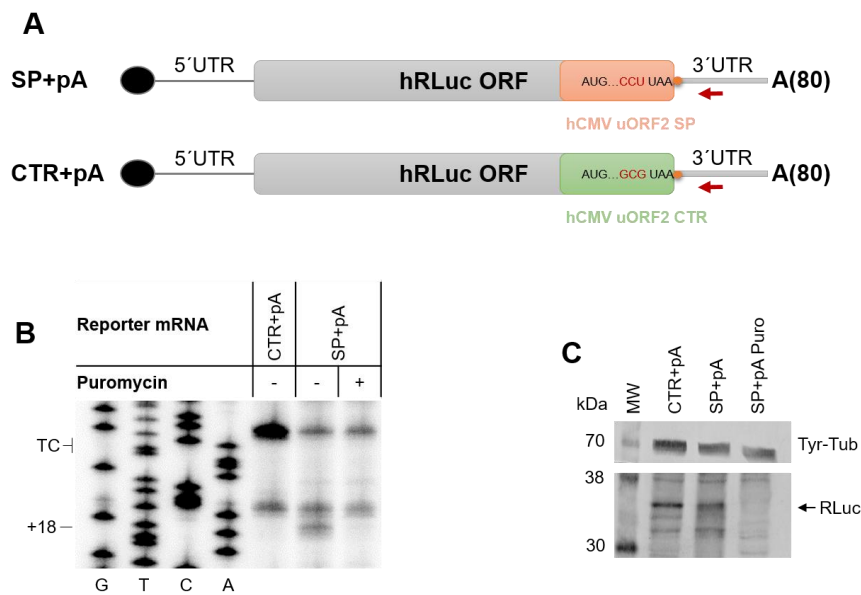 A
SP+pA
5´UTR
hRLuc ORF
AUG...CCU UAA
3´UTR
A(80)
hCMV uORF2 SP
CTR+pA
5´UTR
hRLuc ORF
AUG...GCG UAA
3´UTR
A(80)
hCMV uORF2 CTR
B
Reporter mRNA
CTR+pA
SP+pA
Puromycin
-
-
+
TC
+18
G T C A
C
kDa
MW
CTR+pA
SP+pA
SP+pA Puro
70
Tyr-Tub
38
RLuc
30